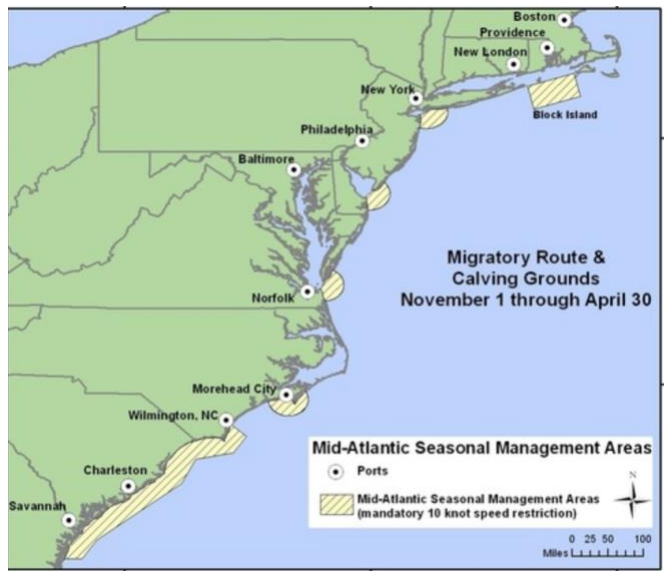 Boston
Providence
New London
New York
Block Island
Philadelphia
Baltimore
Migratory Route &
Calving Grounds
November 1 through April 30
Norfolk
Morehead City
Wilmington, NC
Charleston
Savannah
Mid-Atlantic Seasonal Management Areas
Ports
Mid-Atlantic Seasonal Management Areas
(mandatory 10 knot speed restriction)
N
0 25 50 100
Miles